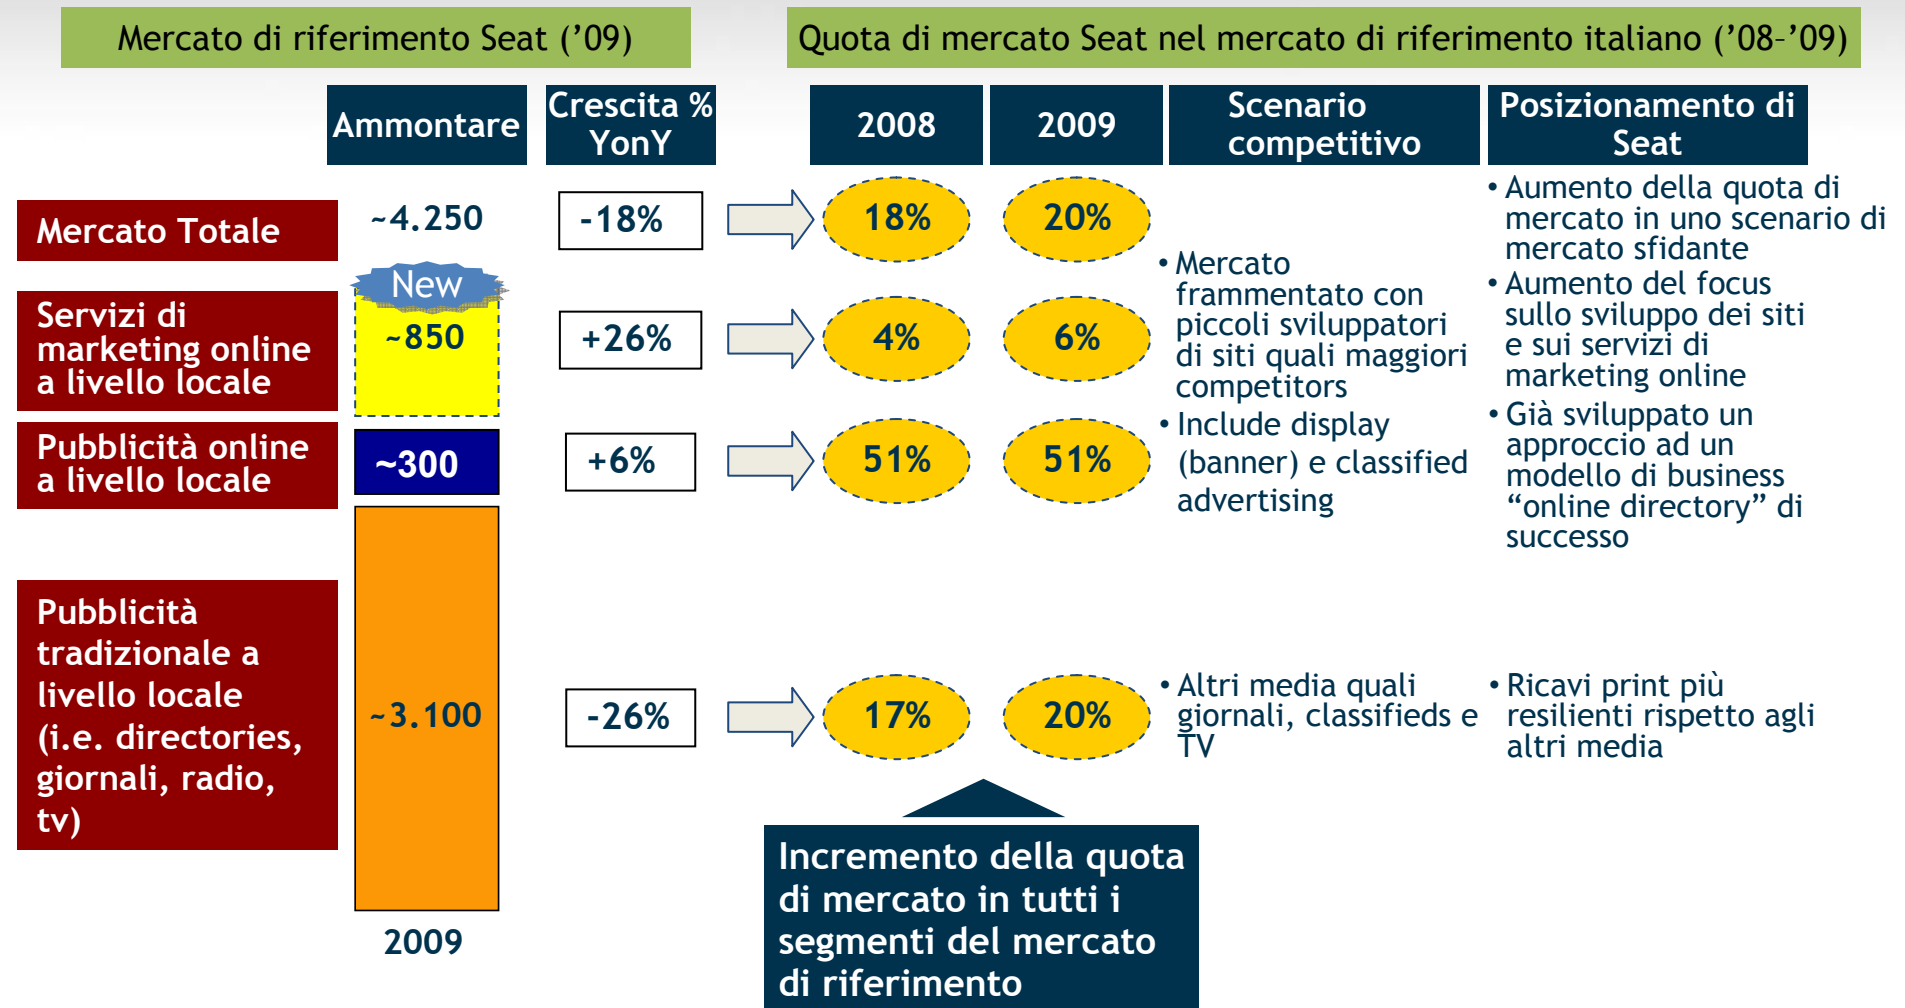 Mercato di riferimento Seat (’09)
Quota di mercato Seat nel mercato di riferimento italiano (’08–’09)
Ammontare
Crescita %
YonY
2008
2009
Scenario
competitivo
Posizionamento di
Seat
Mercato Totale
~4.250
-18%
18%
20%
• Aumento della quota di
mercato in uno scenario di
mercato sfidante
New
Servizi di
marketing online
a livello locale
~850
+26%
4%
6%
• Mercato
frammentato con
piccoli sviluppatori
di siti quali maggiori
competitors
• Aumento del focus
sullo sviluppo dei siti
e sui servizi di
marketing online
Pubblicità online
a livello locale
~300
+6%
51%
51%
• Include display
(banner) e classified
advertising
• Già sviluppato un
approccio ad un
modello di business
“online directory” di
successo
Pubblicità
tradizionale a
livello locale
(i.e. directories,
giornali, radio,
tv)
~3.100
-26%
17%
20%
• Altri media quali
giornali, classifieds e
TV
• Ricavi print più
resilienti rispetto agli
altri media
2009
Incremento della quota
di mercato in tutti i
segmenti del mercato
di riferimento